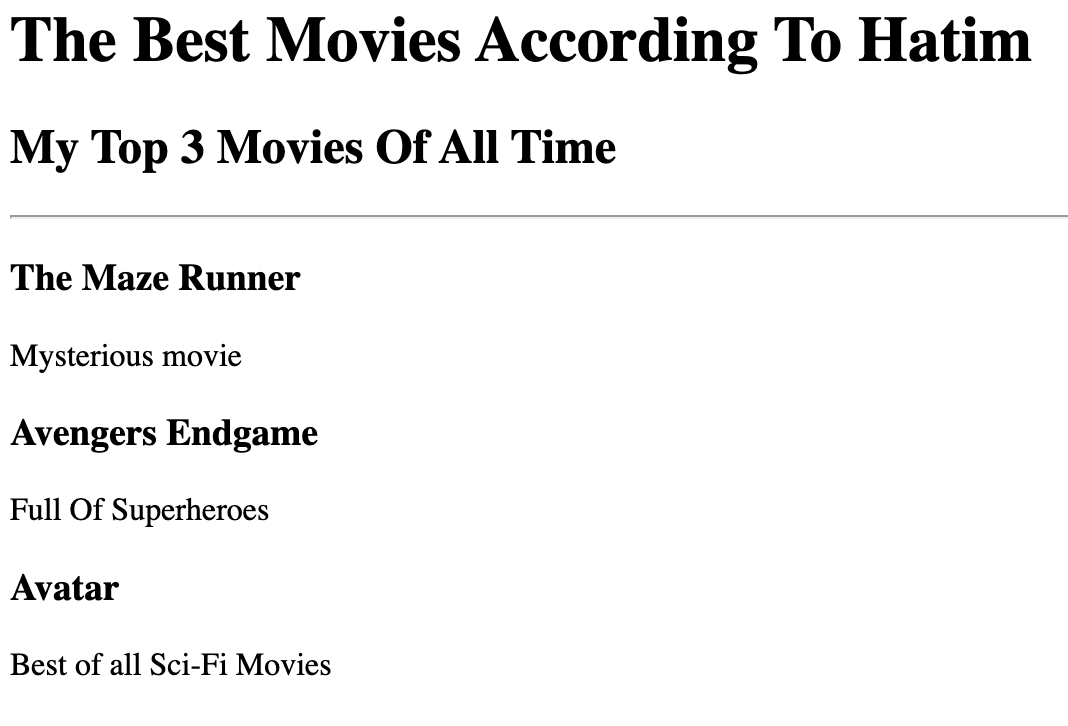 The Best Movies According To Hatim
My Top 3 Movies Of All Time
The Maze Runner
Mysterious movie
Avengers Endgame
Full Of Superheroes
Avatar
Best of all Sci-Fi Movies